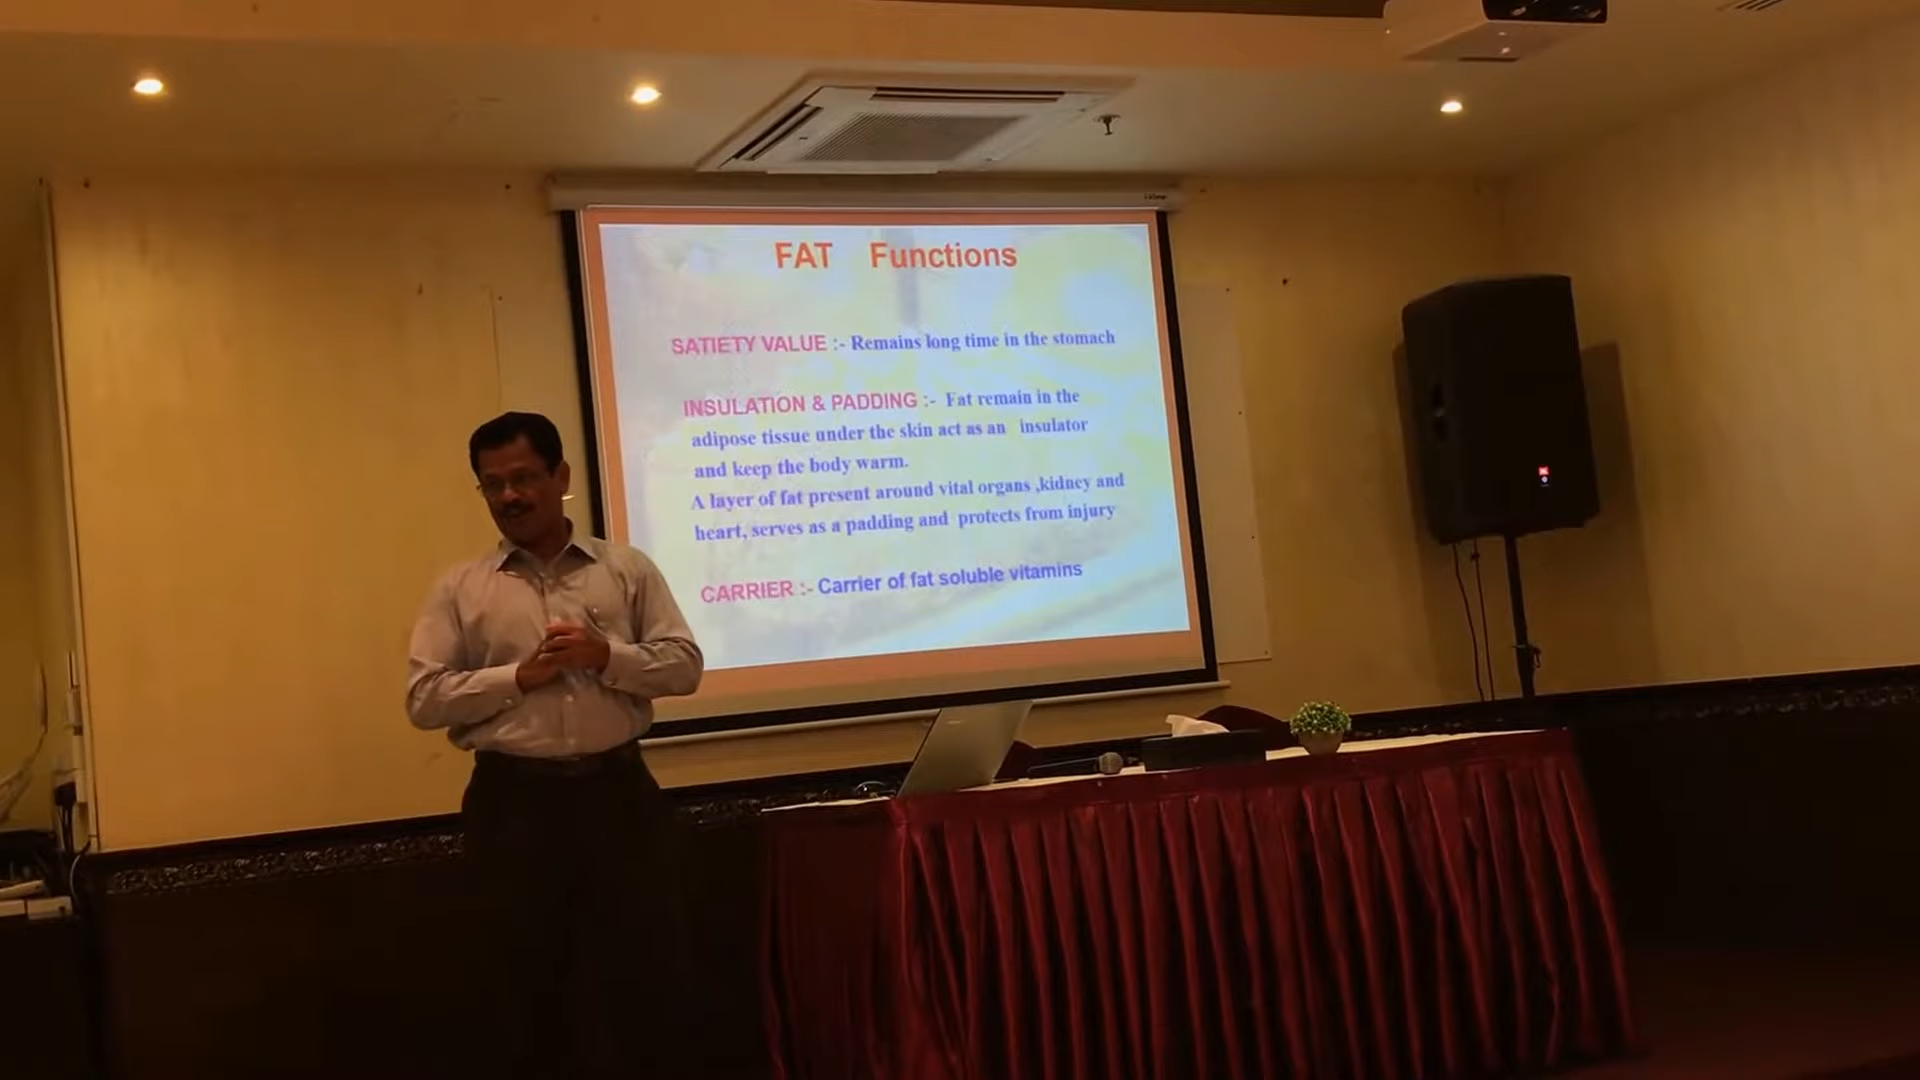 FAT Functions
SATIETY VALUE :- Remains long time in the stomach
INSULATION & PADDING :- Fat remain in the
adipose tissue under the skin act as an insulator
and keep the body warm.
A layer of fat present around vital organs ,kidney and
heart, serves as a padding and protects from injury
CARRIER :- Carrier of fat soluble vitamins